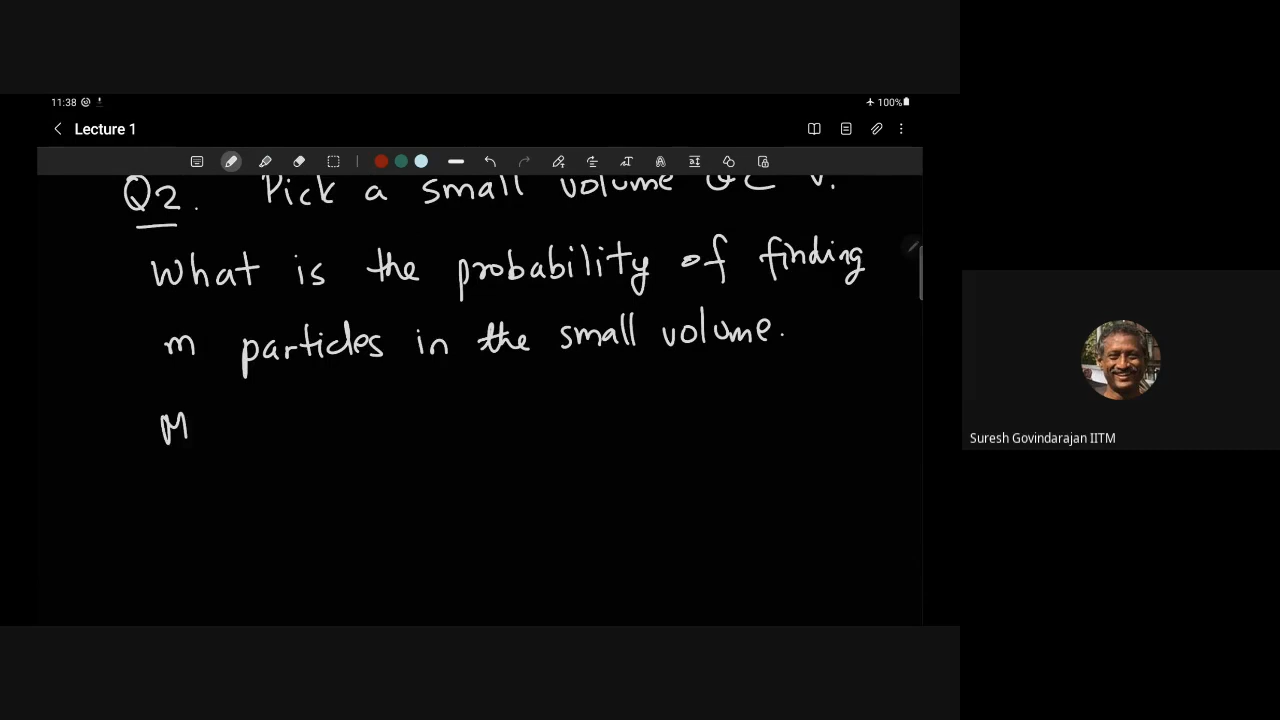 11:38
100%
Lecture 1
Q2. Pick a small volume V.
What is the probability of finding
m particles in the small volume.
M
Suresh Govindarajan IITM